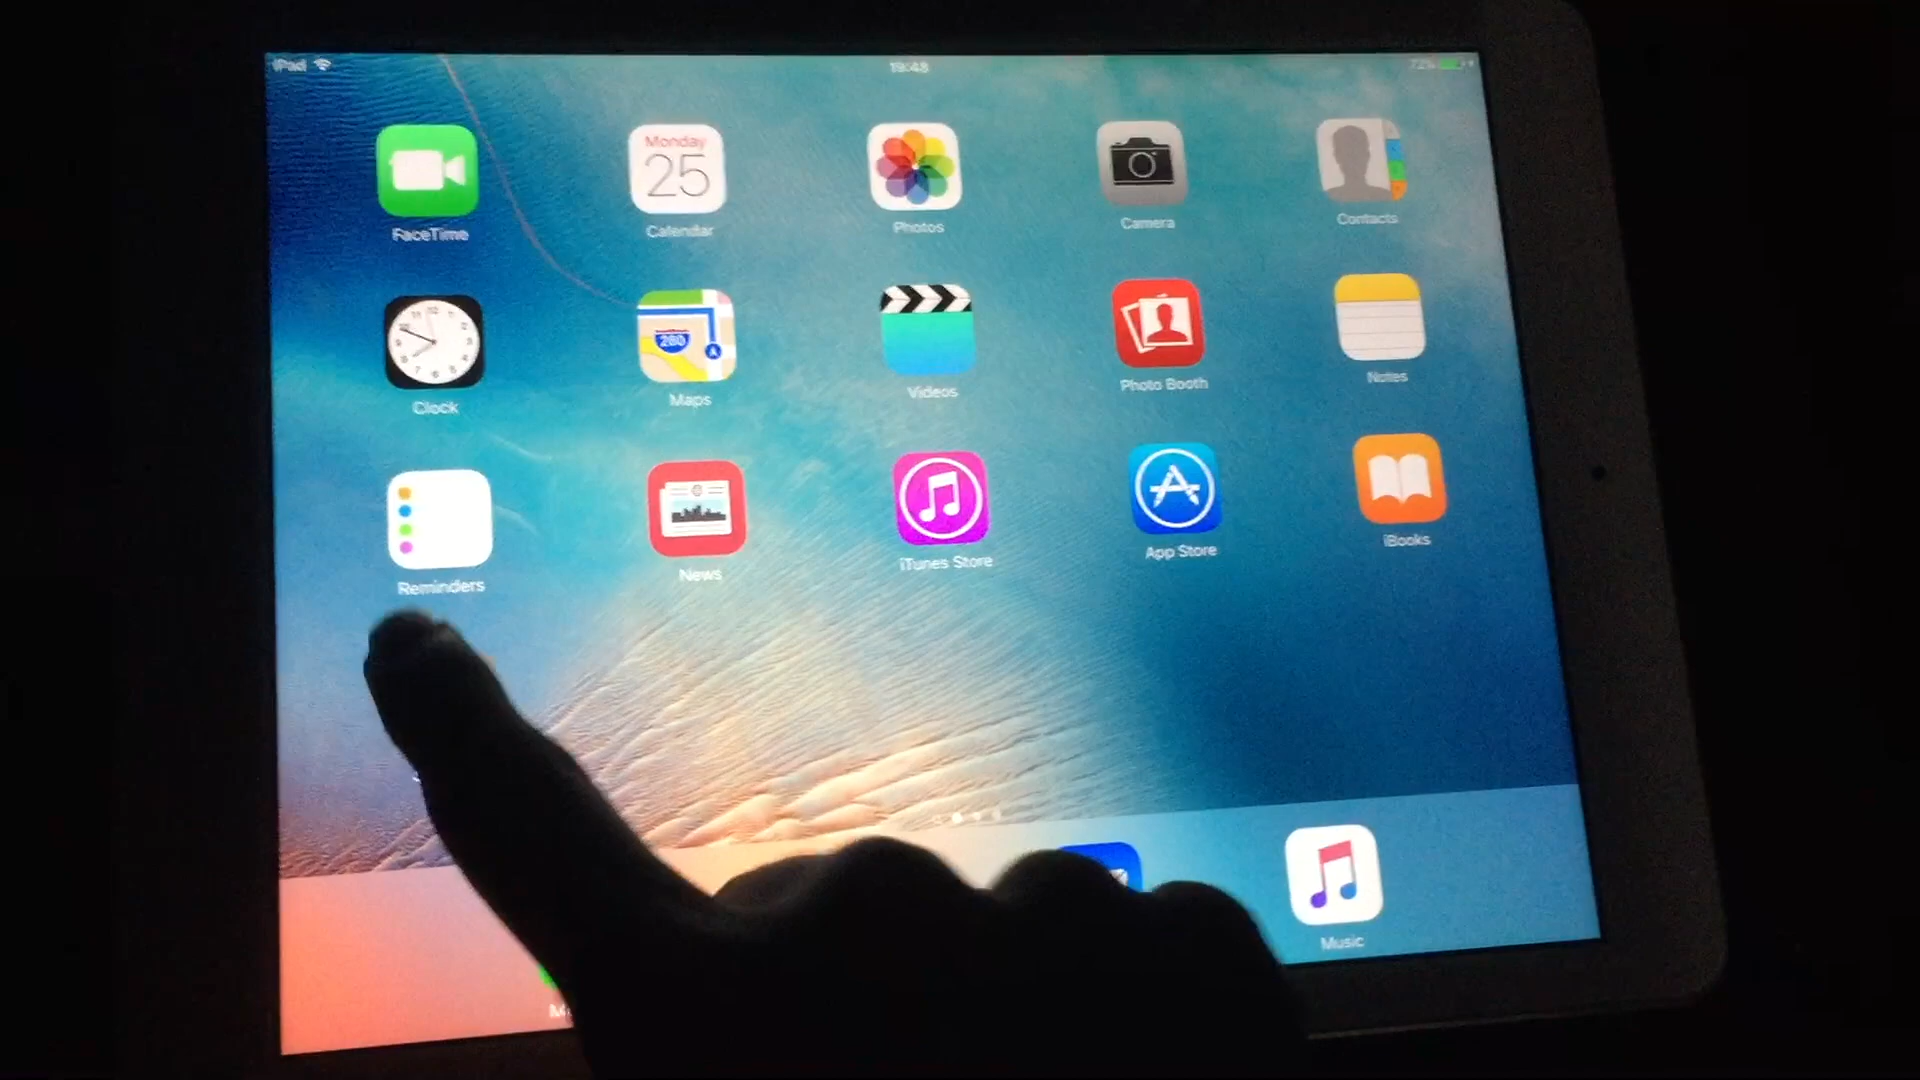 iPad 19:48 72%
Monday
25
FaceTime Calendar Photos Camera Contacts
280
Clock Maps Videos Photo Booth Notes
Reminders News iTunes Store App Store iBooks
Music